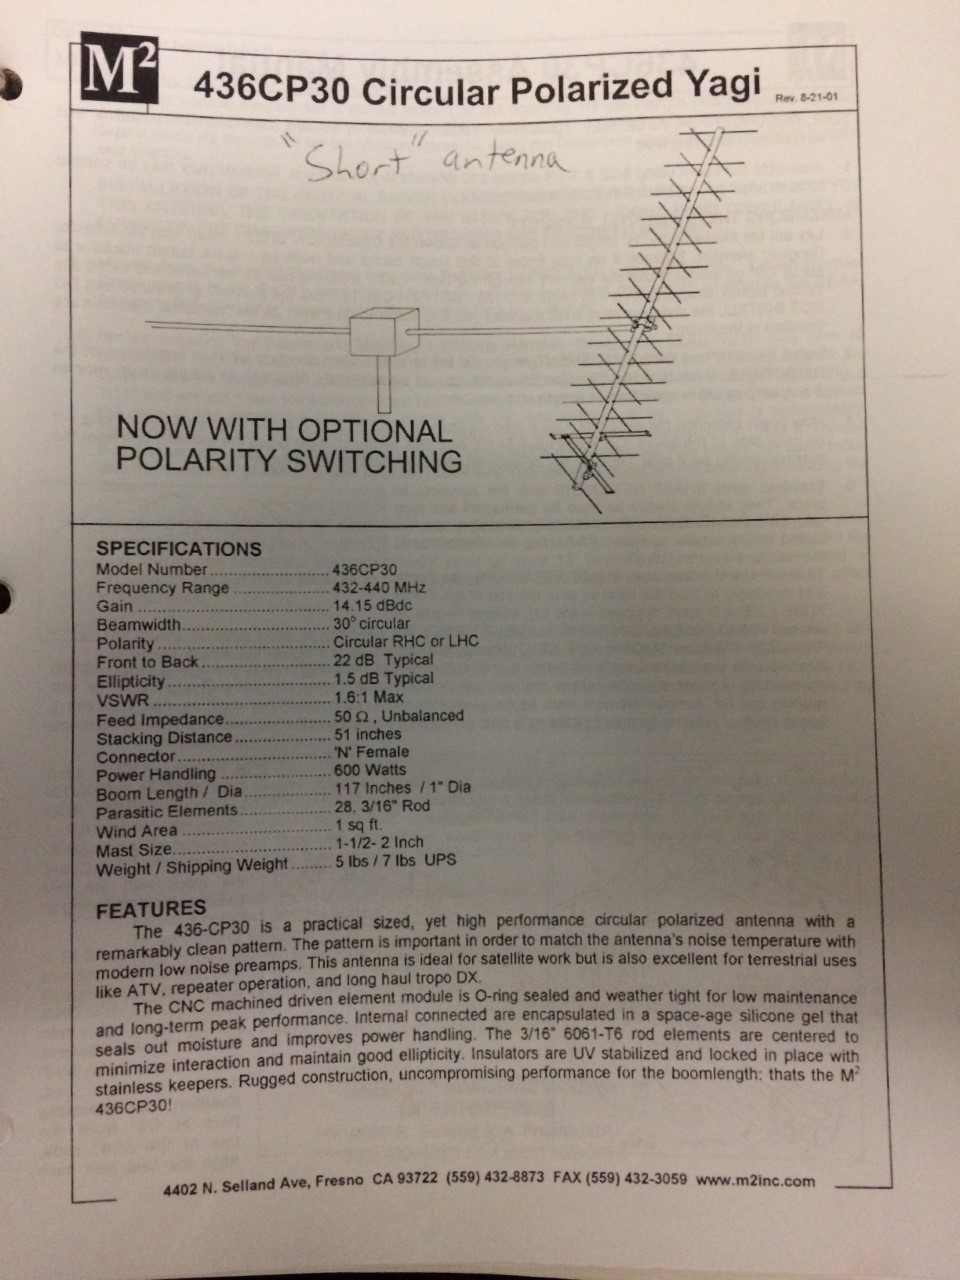 M²
436CP30 Circular Polarized Yagi
Rev. 8-21-01
"Short" antenna
NOW WITH OPTIONAL
POLARITY SWITCHING
SPECIFICATIONS
Model Number ........................... 436CP30
Frequency Range ...................... 432-440 MHz
Gain ............................................ 14.15 dBdc
Beamwidth.................................. 30° circular
Polarity ........................................ Circular RHC or LHC
Front to Back.............................. 22 dB Typical
Ellipticity ...................................... 1.5 dB Typical
VSWR ......................................... 1.6:1 Max
Feed Impedance........................ 50 Ω , Unbalanced
Stacking Distance ...................... 51 inches
Connector................................... 'N' Female
Power Handling ......................... 600 Watts
Boom Length / Dia.................... 117 Inches / 1" Dia
Parasitic Elements..................... 28, 3/16" Rod
Wind Area .................................. 1 sq ft.
Mast Size.................................... 1-1/2- 2 Inch
Weight / Shipping Weight ......... 5 lbs / 7 lbs UPS
FEATURES
The 436-CP30 is a practical sized, yet high performance circular polarized antenna with a
remarkably clean pattern. The pattern is important in order to match the antenna's noise temperature with
modern low noise preamps. This antenna is ideal for satellite work but is also excellent for terrestrial uses
like ATV, repeater operation, and long haul tropo DX.
The CNC machined driven element module is O-ring sealed and weather tight for low maintenance
and long-term peak performance. Internal connected are encapsulated in a space-age silicone gel that
seals out moisture and improves power handling. The 3/16" 6061-T6 rod elements are centered to
minimize interaction and maintain good ellipticity. Insulators are UV stabilized and locked in place with
stainless keepers. Rugged construction, uncompromising performance for the boomlength: thats the M²
436CP30!
4402 N. Selland Ave, Fresno CA 93722 (559) 432-8873 FAX (559) 432-3059 www.m2inc.com